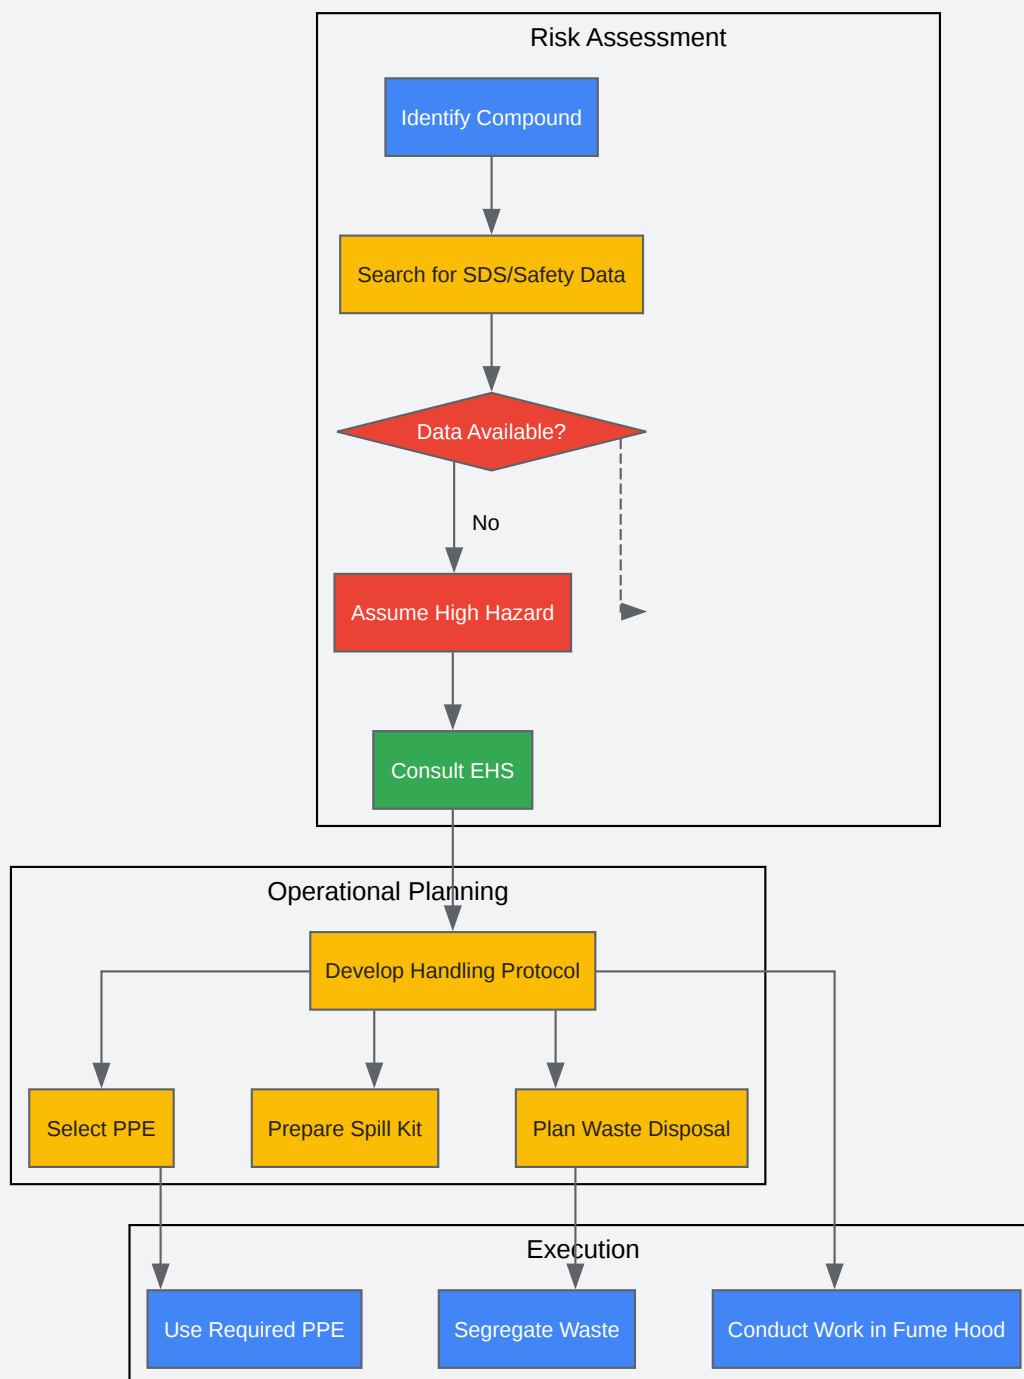 Risk Assessment
Identify Compound
Search for SDS/Safety Data
Data Available?
No
Assume High Hazard
Consult EHS
Operational Planning
Develop Handling Protocol
Select PPE
Prepare Spill Kit
Plan Waste Disposal
Execution
Use Required PPE
Segregate Waste
Conduct Work in Fume Hood